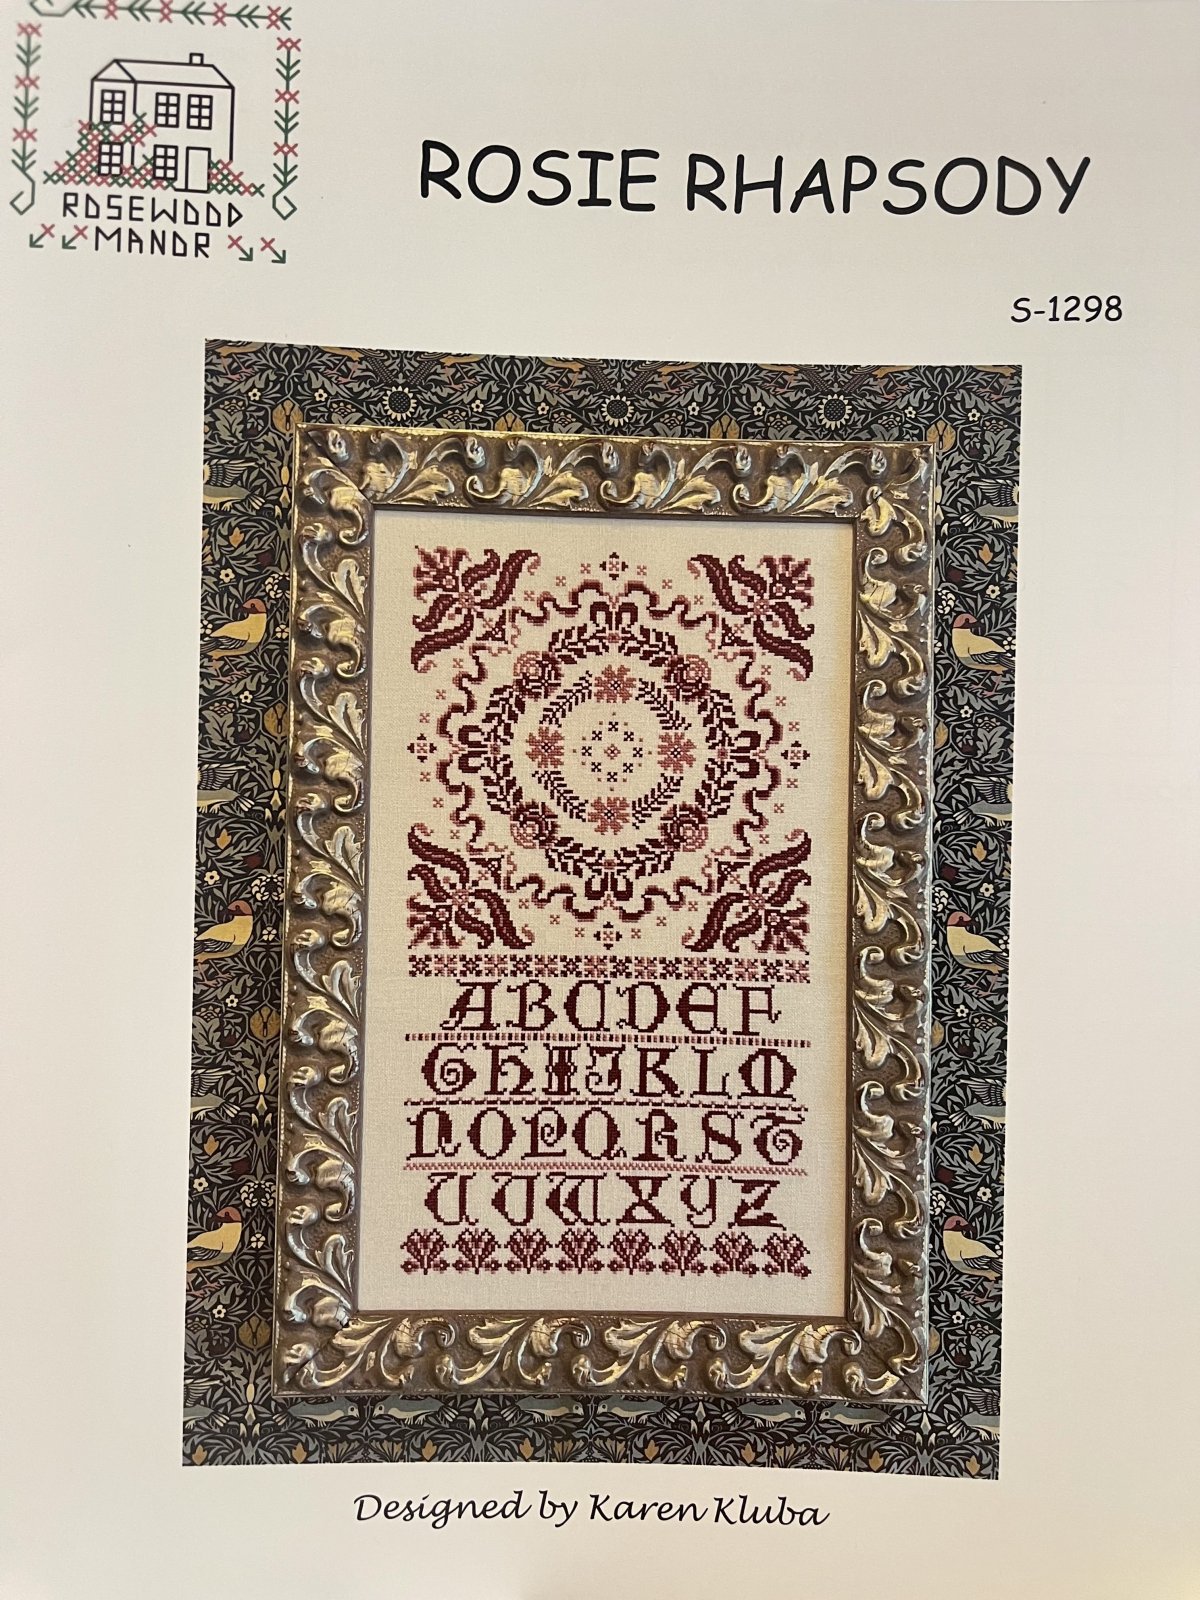 ROSEWOOD
MANOR
ROSIE RHAPSODY
S-1298
ABCDEF
GHIJKLM
NOPQRST
UVWXYZ
Designed by Karen Kluba